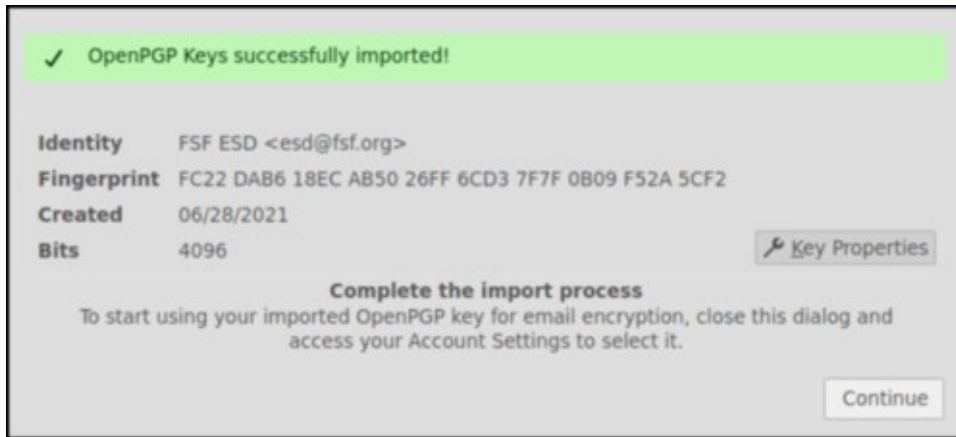 OpenPGP Keys successfully imported!
Identity FSF ESD <esd@fsf.org>
Fingerprint FC22 DAB6 18EC AB50 26FF 6CD3 7F7F 0B09 F52A 5CF2
Created 06/28/2021
Bits 4096
Key Properties
Complete the import process
To start using your imported OpenPGP key for email encryption, close this dialog and
access your Account Settings to select it.
Continue